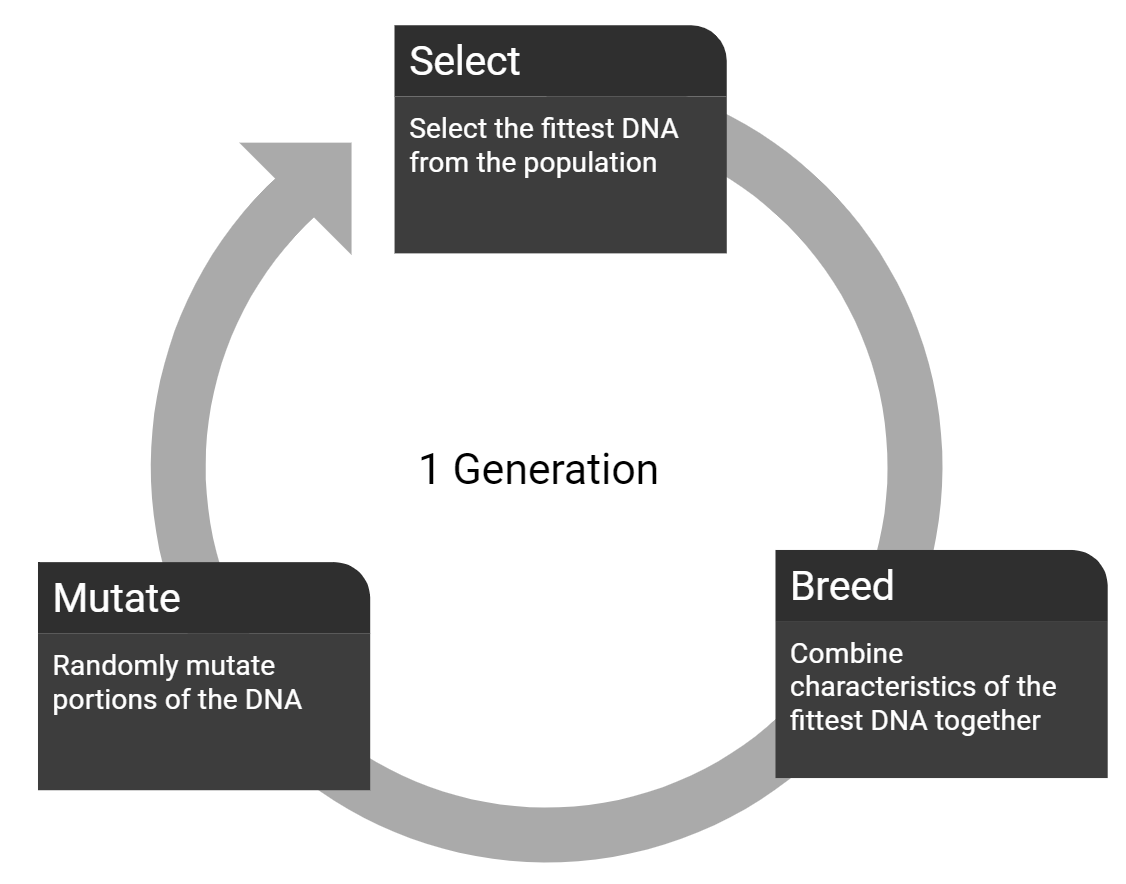 Select
Select the fittest DNA
from the population
1 Generation
Breed
Combine
characteristics of the
fittest DNA together
Mutate
Randomly mutate
portions of the DNA